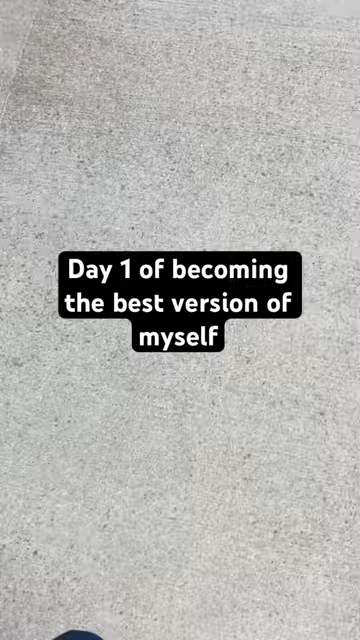 Day 1 of becoming
the best version of
myself